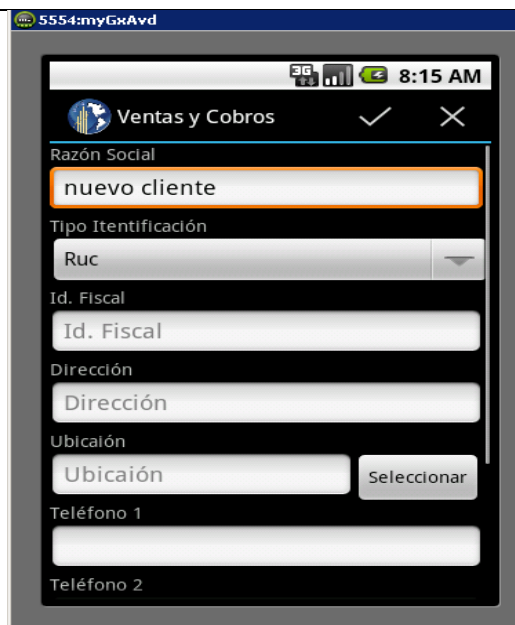 5554:myGxAvd
3G 8:15 AM
Ventas y Cobros
Razón Social
nuevo cliente
Tipo Itentificación
Ruc
Id. Fiscal
Id. Fiscal
Dirección
Dirección
Ubicaión
Ubicaión Seleccionar
Teléfono 1
Teléfono 2